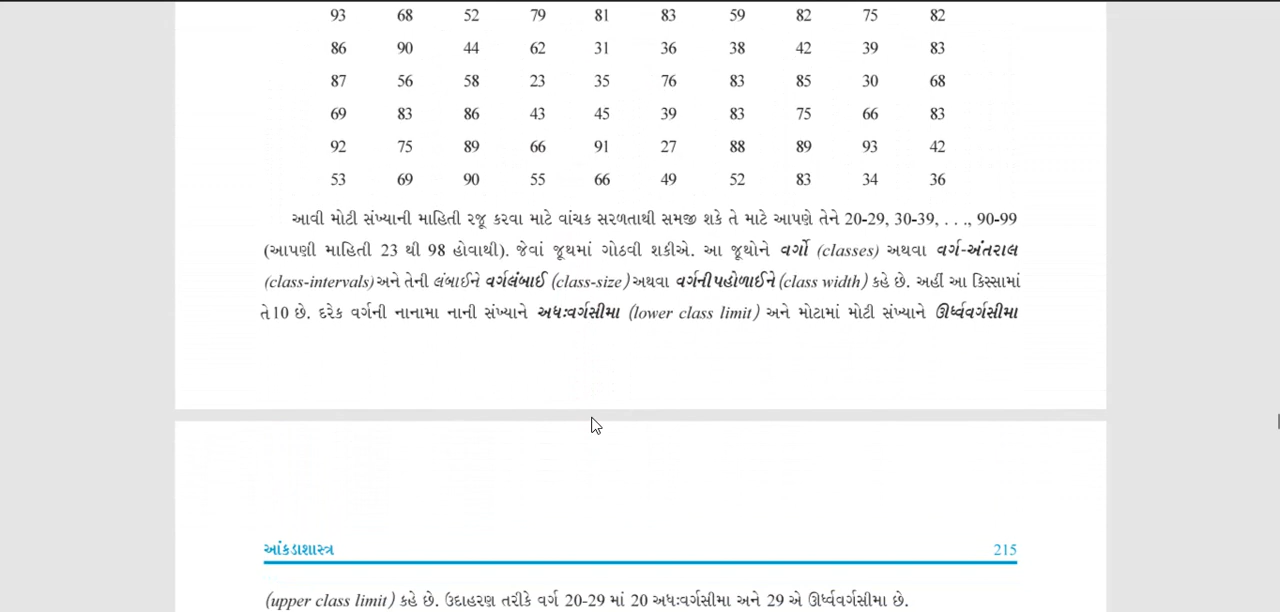 93 68 52 79 81 83 59 82 75 82
86 90 44 62 31 36 38 42 39 83
87 56 58 23 35 76 83 85 30 68
69 83 86 43 45 39 83 75 66 83
92 75 89 66 91 27 88 89 93 42
53 69 90 55 66 49 52 83 34 36
આવી મોટી સંખ્યાની માહિતી રજૂ કરવા માટે વાંચક સરળતાથી સમજી શકે તે માટે આપણે તેને 20-29, 30-39, . . ., 90-99
(આપણી માહિતી 23 થી 98 હોવાથી). જેવાં જૂથમાં ગોઠવી શકીએ. આ જૂથોને વર્ગો (classes) અથવા વર્ગ-અંતરાલ
(class-intervals) અને તેની લંબાઈને વર્ગલંબાઈ (class-size) અથવા વર્ગની પહોળાઈને (class width) કહે છે. અહીં આ કિસ્સામાં
તે 10 છે. દરેક વર્ગની નાનામા નાની સંખ્યાને અધઃવર્ગસીમા (lower class limit) અને મોટામાં મોટી સંખ્યાને ઊર્ધ્વવર્ગસીમા
આંકડાશાસ્ત્ર 215
(upper class limit) કહે છે. ઉદાહરણ તરીકે વર્ગ 20-29 માં 20 અધઃવર્ગસીમા અને 29 એ ઊર્ધ્વવર્ગસીમા છે.